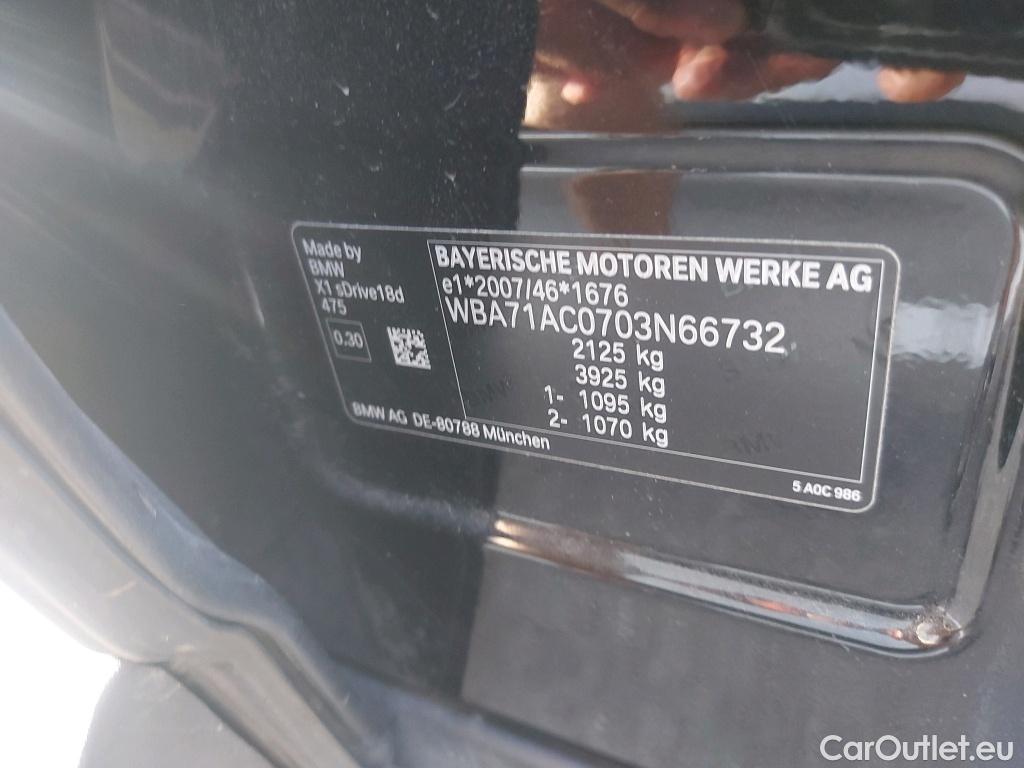 Made by
BMW
X1 sDrive18d
475
0.30
BAYERISCHE MOTOREN WERKE AG
e1*2007/46*1676
WBA71AC0703N66732
2125 kg
3925 kg
1- 1095 kg
2- 1070 kg
BMW AG DE-80788 München
5 A0C 986
CarOutlet.eu